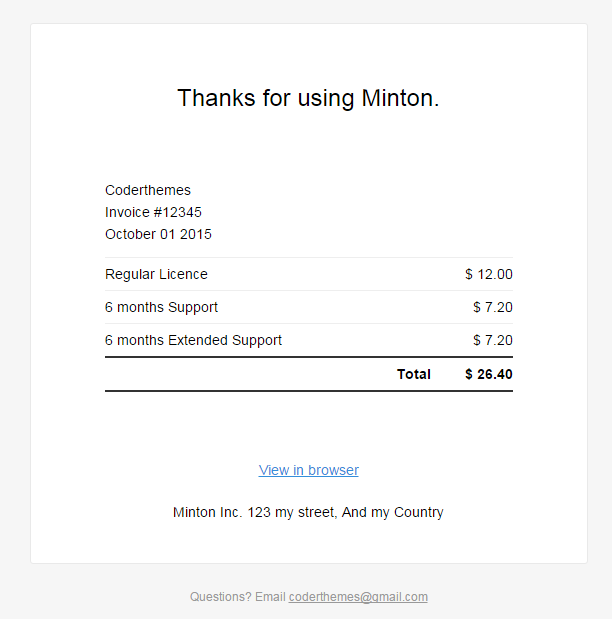 Thanks for using Minton.
Coderthemes
Invoice #12345
October 01 2015
Regular Licence $ 12.00
6 months Support $ 7.20
6 months Extended Support $ 7.20
Total $ 26.40
View in browser
Minton Inc. 123 my street, And my Country
Questions? Email coderthemes@gmail.com